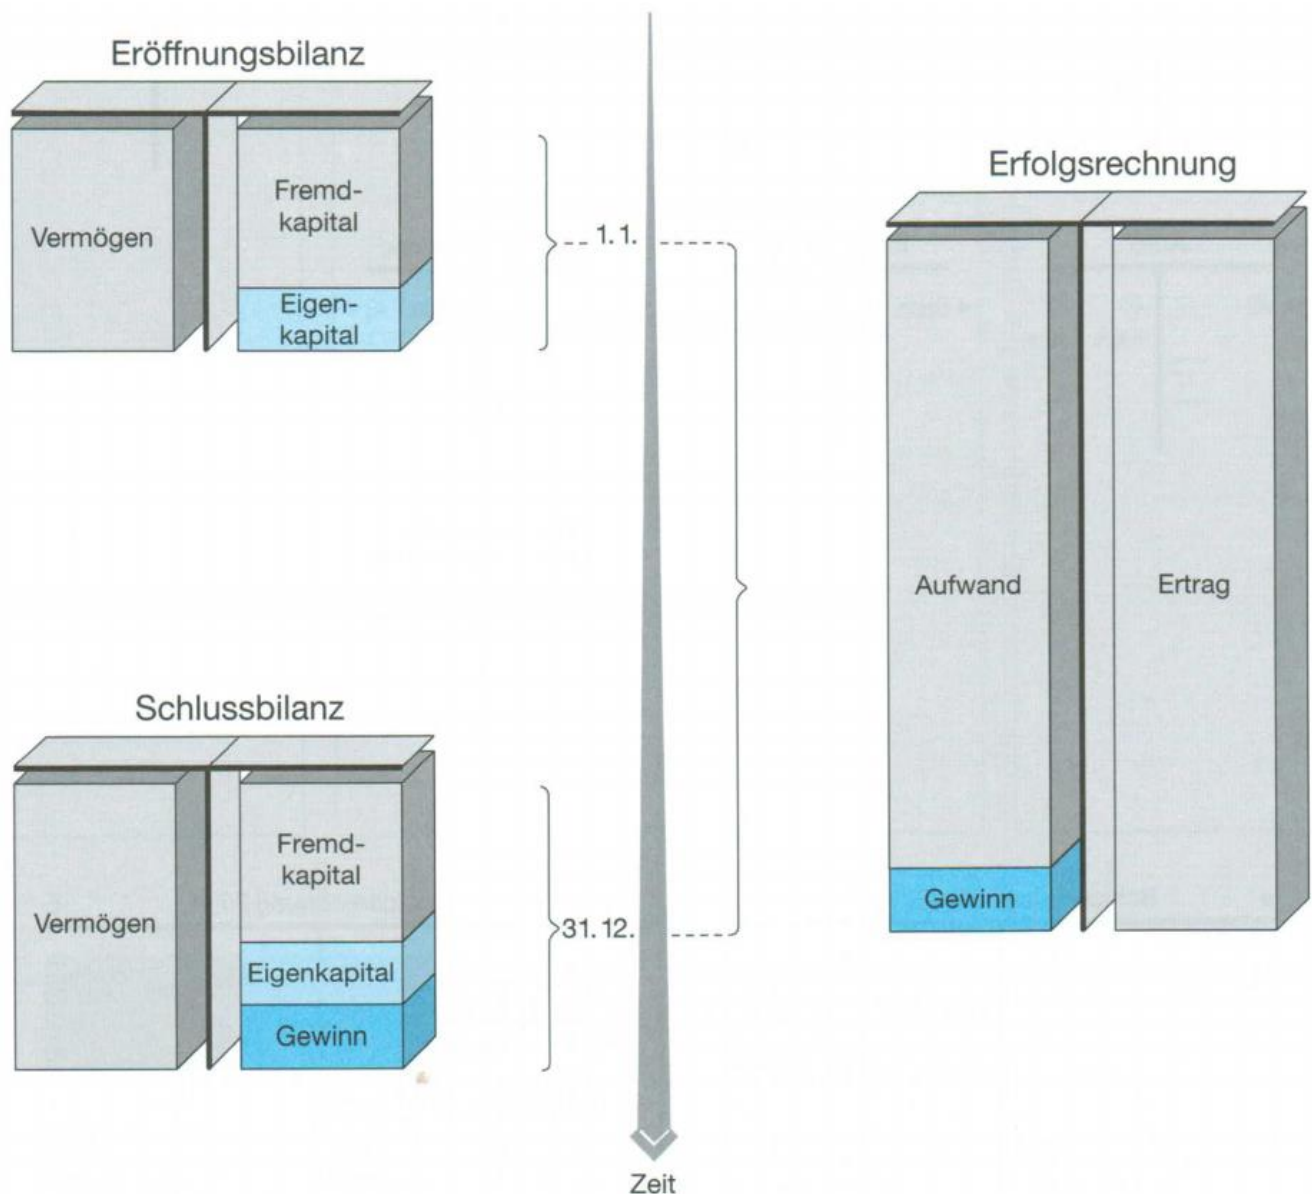 Eröffnungsbilanz
Vermögen
Fremd-
kapital
Eigen-
kapital
1. 1.
Erfolgsrechnung
Aufwand
Ertrag
Gewinn
Schlussbilanz
Vermögen
Fremd-
kapital
Eigenkapital
Gewinn
31. 12.
Zeit